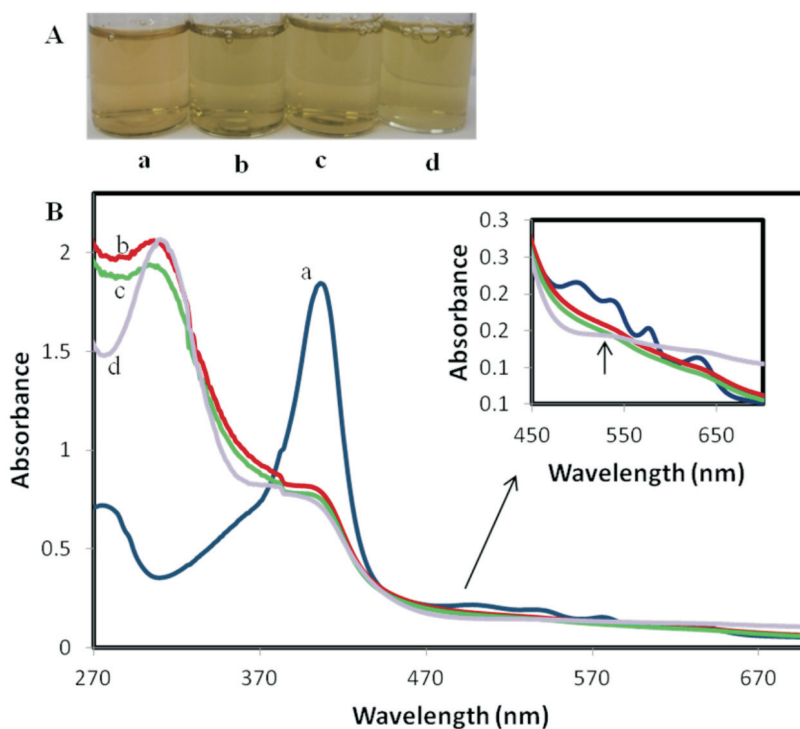 A
a b c d
B
2
1.5
1
0.5
0
270 370 470 570 670
Absorbance
Wavelength (nm)
a
b
c
d
0.3
0.3
0.2
0.2
0.1
0.1
450 550 650
Absorbance
Wavelength (nm)